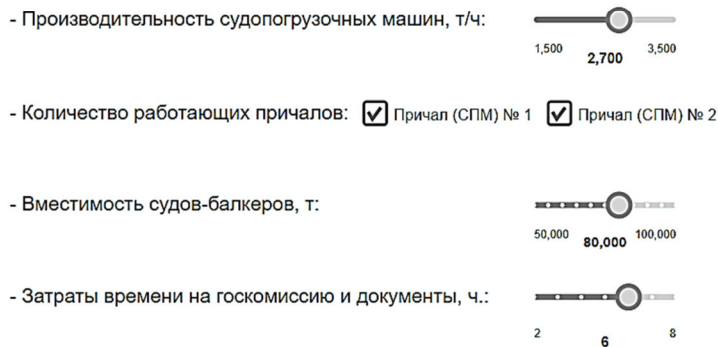 - Производительность судопогрузочных машин, т/ч:
1,500 2,700 3,500
- Количество работающих причалов: Причал (СПМ) № 1 Причал (СПМ) № 2
- Вместимость судов-балкеров, т:
50,000 80,000 100,000
- Затраты времени на госкомиссию и документы, ч.:
2 6 8